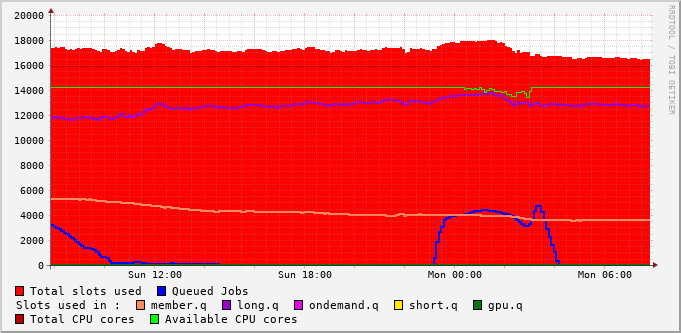 20000
18000
16000
14000
12000
10000
8000
6000
4000
2000
0
Sun 12:00 Sun 18:00 Mon 00:00 Mon 06:00
Total slots used Queued Jobs
Slots used in : member.q long.q ondemand.q short.q gpu.q
Total CPU cores Available CPU cores
RRDTOOL / TOBI OETIKER